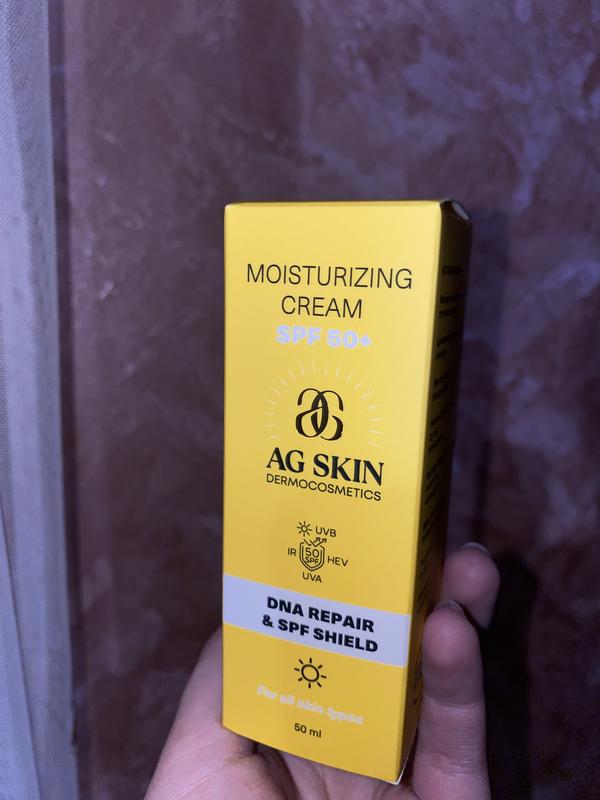 MOISTURIZING
CREAM
SPF 50+
AG SKIN
DERMOCOSMETICS
UVB
IR 50 SPF HEV
UVA
DNA REPAIR
& SPF SHIELD
For all skin types
50 ml